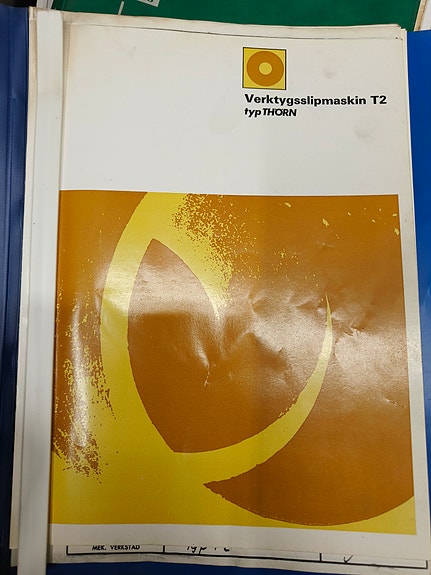 Verktygsslipmaskin T2
typ THORN
MEK. VERKSTAD